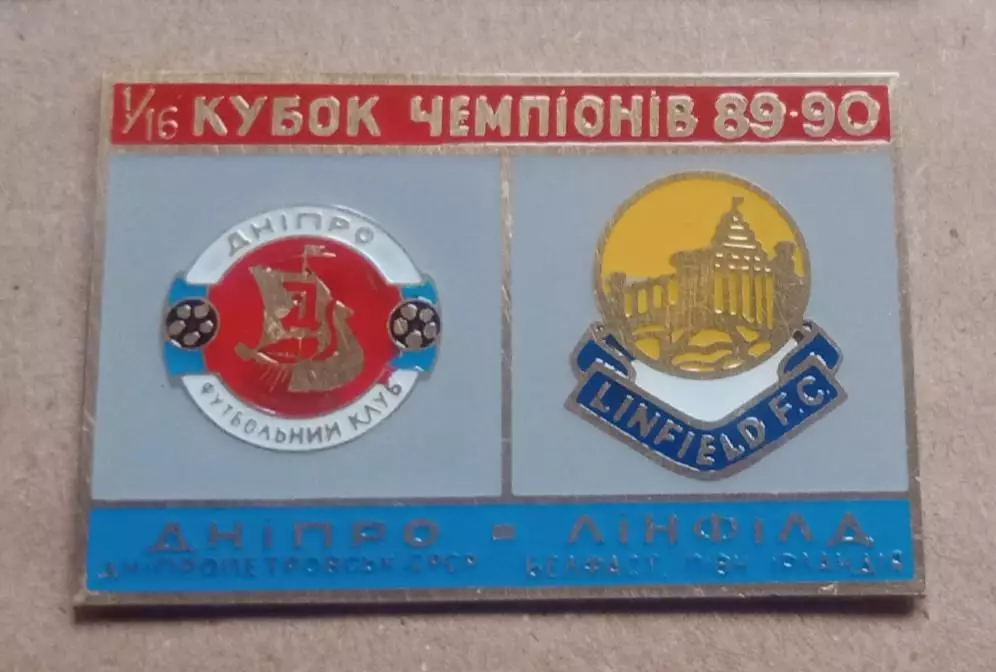 1/16 КУБОК ЧЕМПІОНІВ 89-90
ДНІПРО
ФУТБОЛЬНИЙ КЛУБ
LINFIELD F.C.
ДНІПРО - ЛІНФІЛД
ДНІПРОПЕТРОВСЬК СРСР
БЕЛФАСТ, ПІВН. ІРЛАНДІЯ